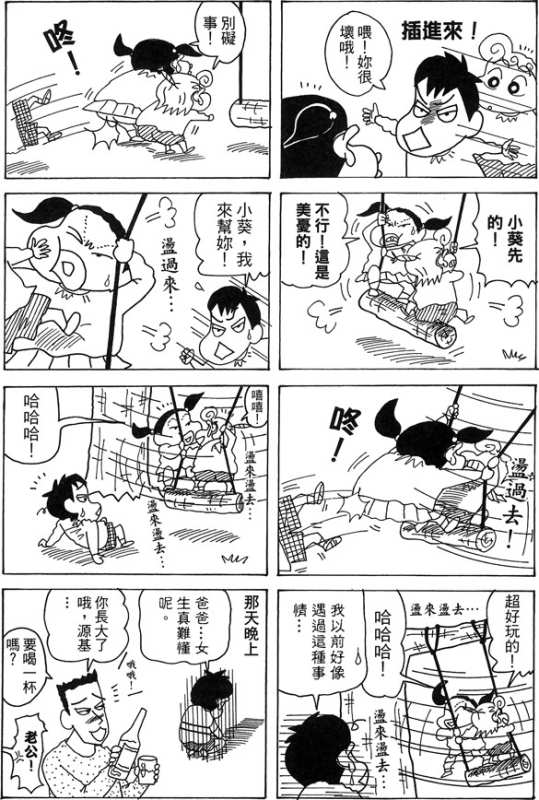 插進來！
喂！妳很
壞哦！
別礙
事！
咚！
小葵先
的！
不行！這是
美憂的！
小葵，我
來幫妳！
盪過來…
盪過去！
咚！
嘻嘻！
哈哈哈！
盪來盪去…
盪來盪去…
超好玩的！
盪來盪去…
哈哈哈！
盪來盪去…
我以前好像
遇過這種事
情…
那天晚上
爸爸…女
生真難懂
呢。
哦哦！
你長大了
哦，源基
…
要喝一杯
嗎？
老公！